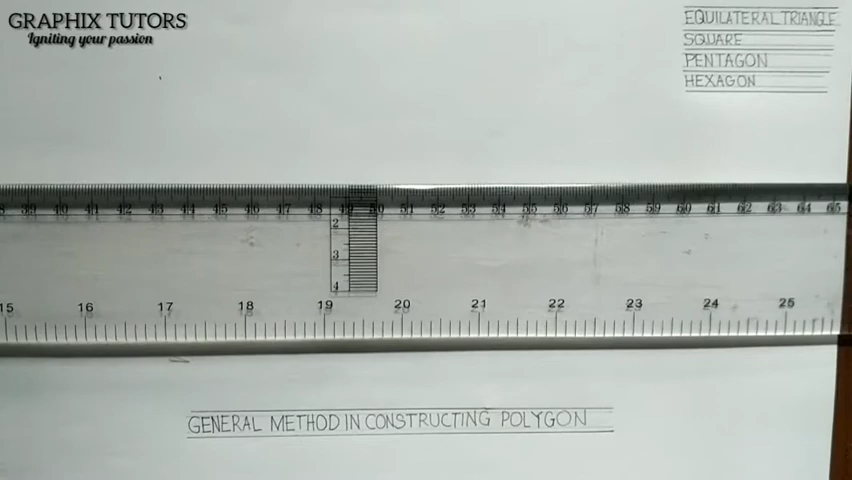 GRAPHIX TUTORS
Igniting your passion
EQUILATERAL TRIANGLE
SQUARE
PENTAGON
HEXAGON
39 40 41 42 43 44 45 46 47 48 49 50 51 52 53 54 55 56 57 58 59 60 61 62 63 64 65
2
3
4
15 16 17 18 19 20 21 22 23 24 25
GENERAL METHOD IN CONSTRUCTING POLYGON